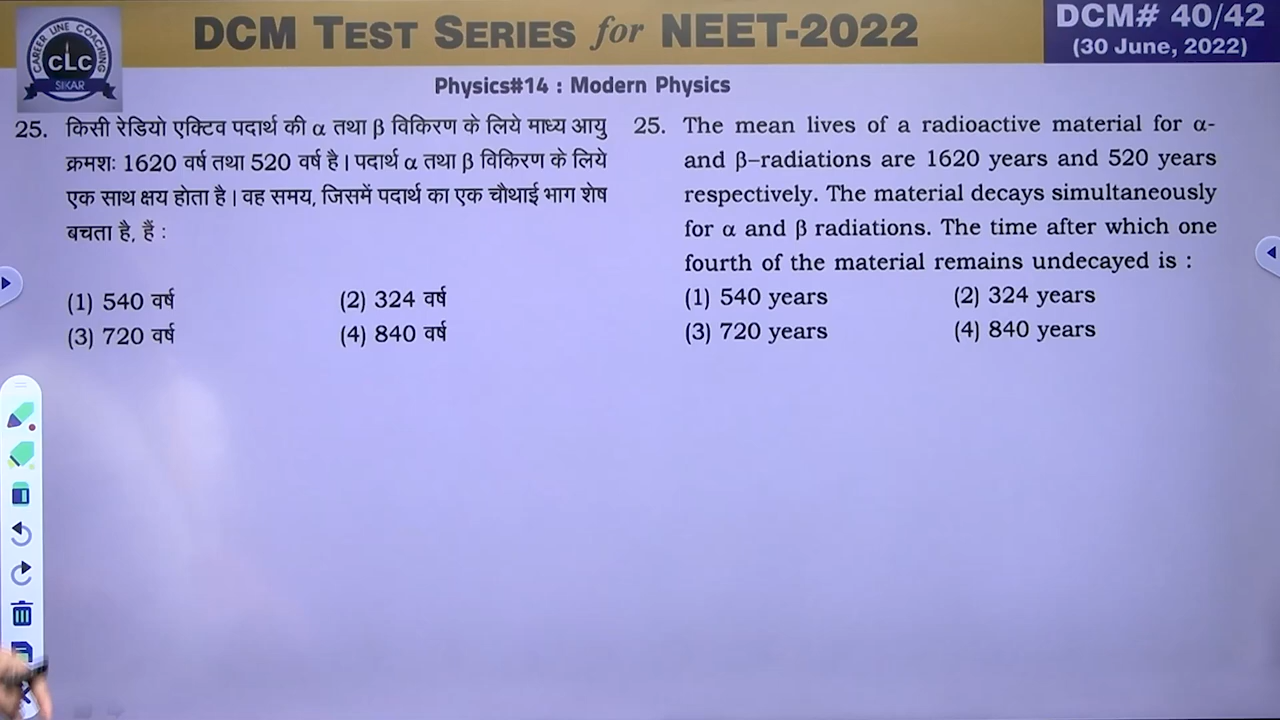 CAREER LINE COACHING
CLC
SIKAR
DCM TEST SERIES for NEET-2022
DCM# 40/42
(30 June, 2022)
Physics#14 : Modern Physics
25. किसी रेडियो एक्टिव पदार्थ की α तथा β विकिरण के लिये माध्य आयु
क्रमशः 1620 वर्ष तथा 520 वर्ष है। पदार्थ α तथा β विकिरण के लिये
एक साथ क्षय होता है। वह समय, जिसमें पदार्थ का एक चौथाई भाग शेष
बचता है, हैं :
(1) 540 वर्ष (2) 324 वर्ष
(3) 720 वर्ष (4) 840 वर्ष
25. The mean lives of a radioactive material for α-
and β–radiations are 1620 years and 520 years
respectively. The material decays simultaneously
for α and β radiations. The time after which one
fourth of the material remains undecayed is :
(1) 540 years (2) 324 years
(3) 720 years (4) 840 years